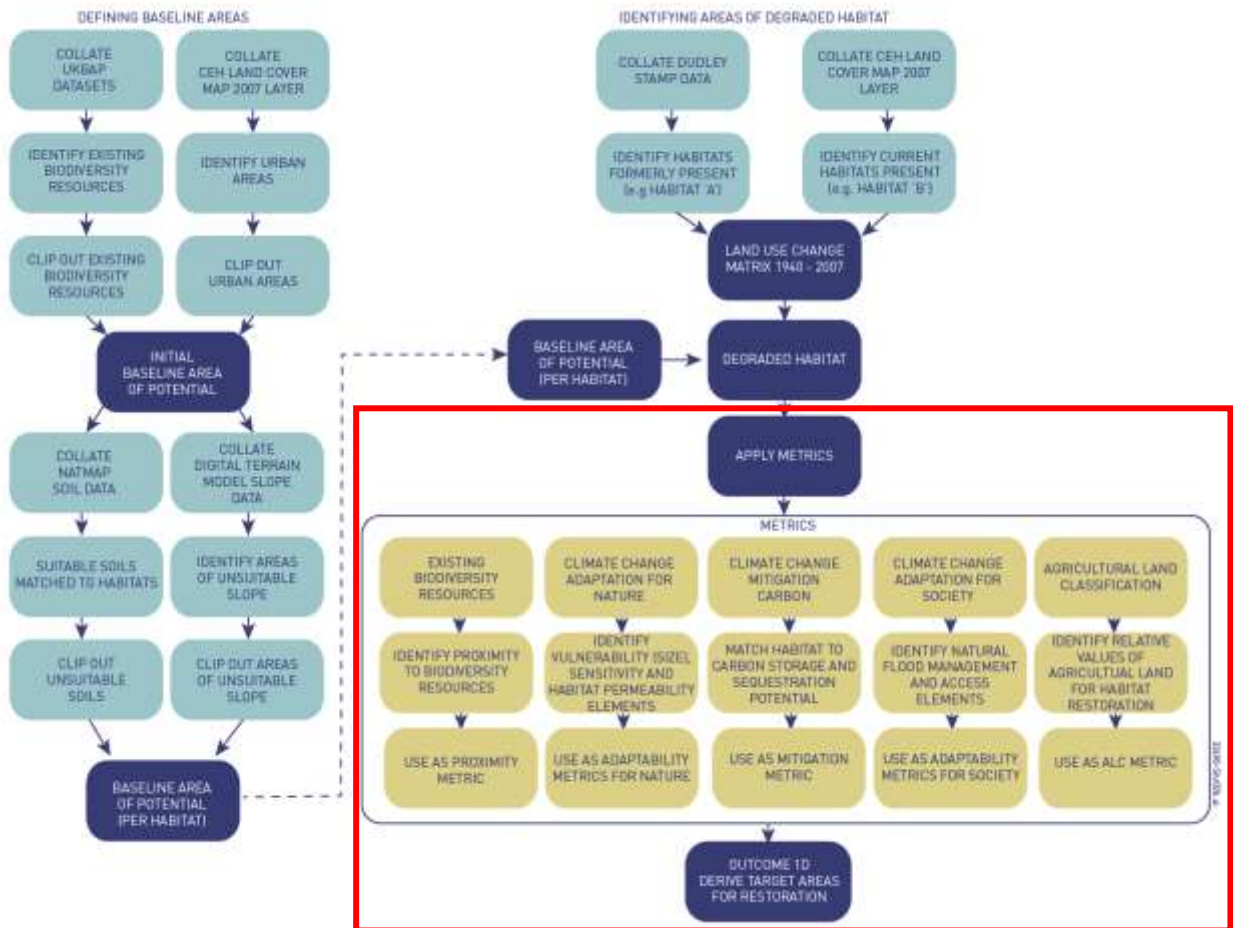 DEFINING BASELINE AREAS
COLLATE
UKBAP
DATASETS
COLLATE
CEH LAND COVER
MAP 2007 LAYER
IDENTIFY EXISTING
BIODIVERSITY
RESOURCES
IDENTIFY URBAN
AREAS
CLIP OUT EXISTING
BIODIVERSITY
RESOURCES
CLIP OUT
URBAN AREAS
INITIAL
BASELINE AREA
OF POTENTIAL
COLLATE
NATMAP
SOIL DATA
COLLATE
DIGITAL TERRAIN
MODEL SLOPE
DATA
SUITABLE SOILS
MATCHED TO HABITATS
IDENTIFY AREAS
OF UNSUITABLE
SLOPE
CLIP OUT
UNSUITABLE
SOILS
CLIP OUT AREAS
OF UNSUITABLE
SLOPE
BASELINE AREA
OF POTENTIAL
(PER HABITAT)
IDENTIFYING AREAS OF DEGRADED HABITAT
COLLATE DUDLEY
STAMP DATA
COLLATE CEH LAND
COVER MAP 2007
LAYER
IDENTIFY HABITATS
FORMERLY PRESENT
(e.g HABITAT 'A')
IDENTIFY CURRENT
HABITATS PRESENT
(e.g. HABITAT 'B')
LAND USE CHANGE
MATRIX 1940 - 2007
BASELINE AREA
OF POTENTIAL
(PER HABITAT)
DEGRADED HABITAT
APPLY METRICS
METRICS
EXISTING
BIODIVERSITY
RESOURCES
CLIMATE CHANGE
ADAPTATION FOR
NATURE
CLIMATE CHANGE
MITIGATION
CARBON
CLIMATE CHANGE
ADAPTATION FOR
SOCIETY
AGRICULTURAL LAND
CLASSIFICATION
IDENTIFY PROXIMITY
TO BIODIVERSITY
RESOURCES
IDENTIFY
VULNERABILITY (SIZE)
SENSITIVITY AND
HABITAT PERMEABILITY
ELEMENTS
MATCH HABITAT TO
CARBON STORAGE AND
SEQUESTRATION
POTENTIAL
IDENTIFY NATURAL
FLOOD MANAGEMENT
AND ACCESS
ELEMENTS
IDENTIFY RELATIVE
VALUES OF
AGRICULTUAL LAND
FOR HABITAT
RESTORATION
USE AS PROXIMITY
METRIC
USE AS ADAPTABILITY
METRICS FOR NATURE
USE AS MITIGATION
METRIC
USE AS ADAPTABILITY
METRICS FOR SOCIETY
USE AS ALC METRIC
OUTCOME 1D
DERIVE TARGET AREAS
FOR RESTORATION